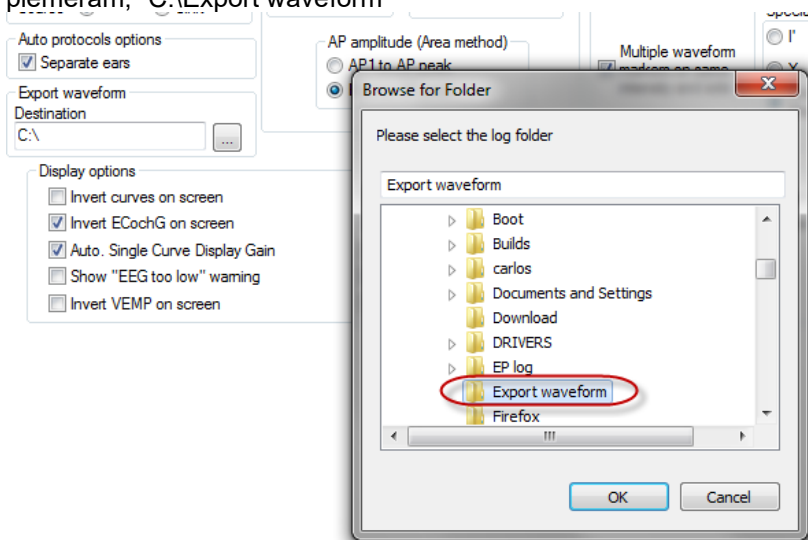 "C:\Export waveform"
Auto protocols options
Separate ears
Export waveform
Destination
C:\
...
AP amplitude (Area method)
AP1 to AP peak
Multiple waveform
Display options
Invert curves on screen
Invert ECochG on screen
Auto. Single Curve Display Gain
Show "EEG too low" warning
Invert VEMP on screen
Browse for Folder
Please select the log folder
Export waveform
Boot
Builds
carlos
Documents and Settings
Download
DRIVERS
EP log
Export waveform
Firefox
OK
Cancel